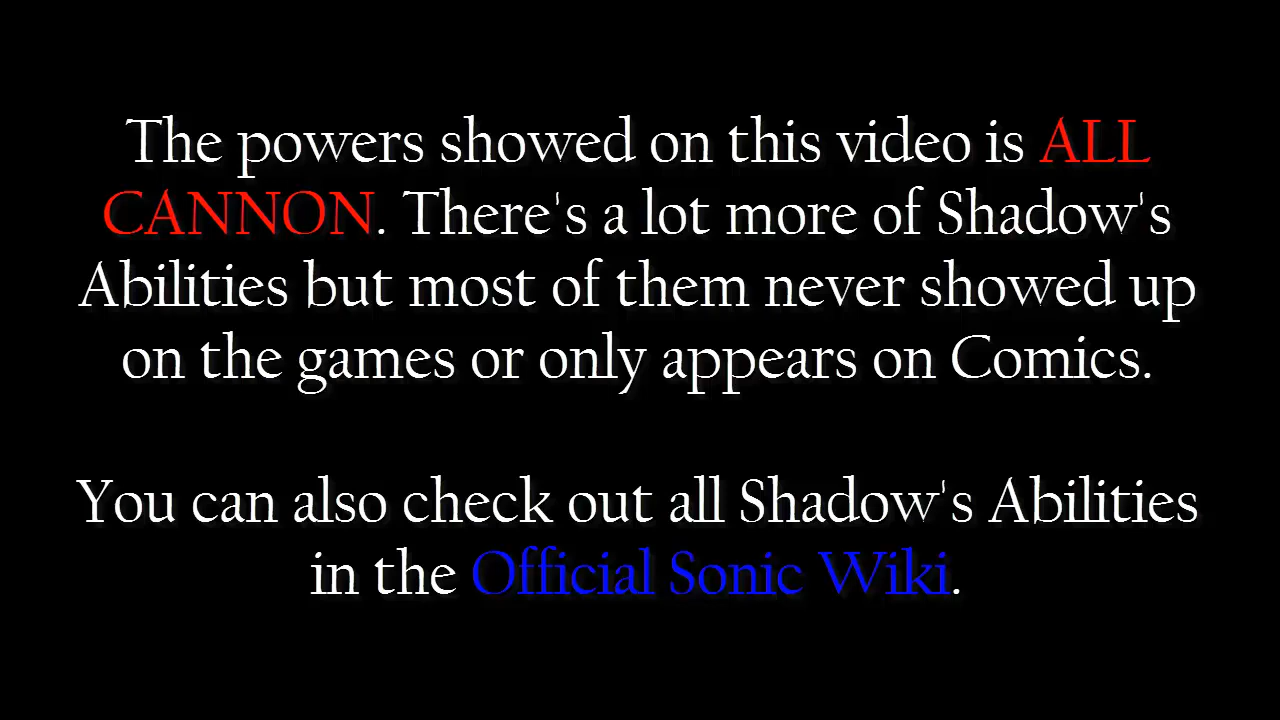 The powers showed on this video is ALL
CANNON. There's a lot more of Shadow's
Abilities but most of them never showed up
on the games or only appears on Comics.
You can also check out all Shadow's Abilities
in the Official Sonic Wiki.